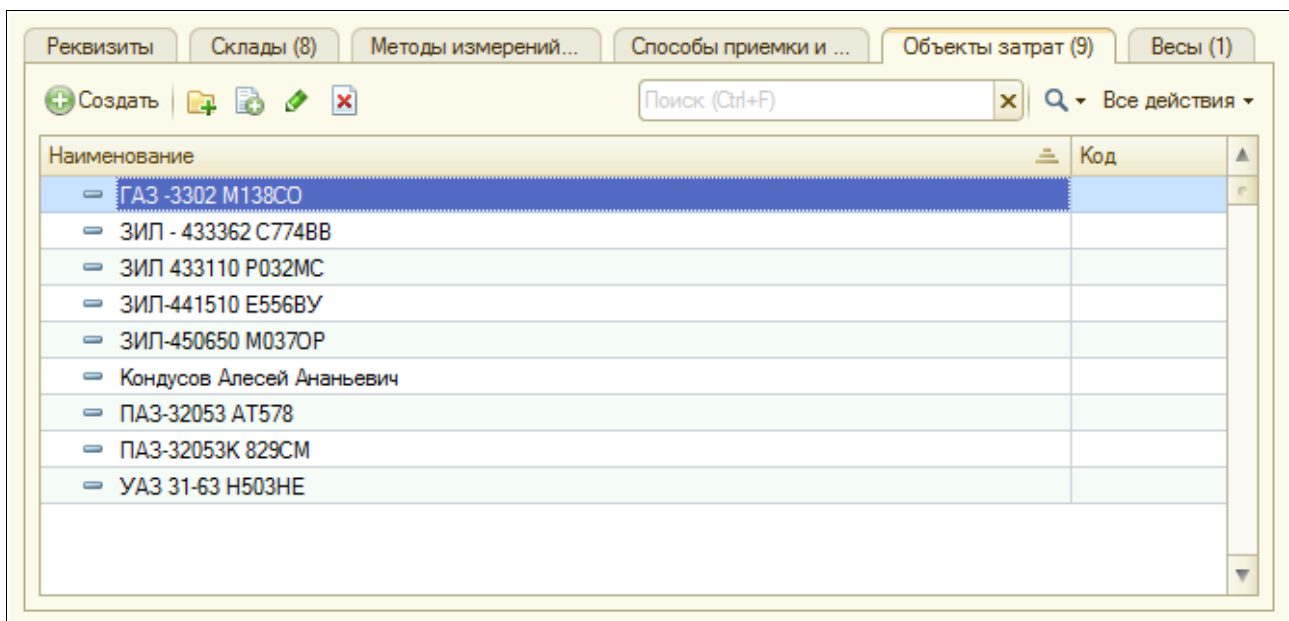 Реквизиты Склады (8) Методы измерений... Способы приемки и ... Объекты затрат (9) Весы (1)
Создать Поиск (Ctrl+F) Все действия
Наименование Код
ГАЗ -3302 М138СО
ЗИЛ - 433362 С774ВВ
ЗИЛ 433110 Р032МС
ЗИЛ-441510 Е556ВУ
ЗИЛ-450650 М037ОР
Кондусов Алесей Ананьевич
ПАЗ-32053 АТ578
ПАЗ-32053К 829СМ
УАЗ 31-63 Н503НЕ